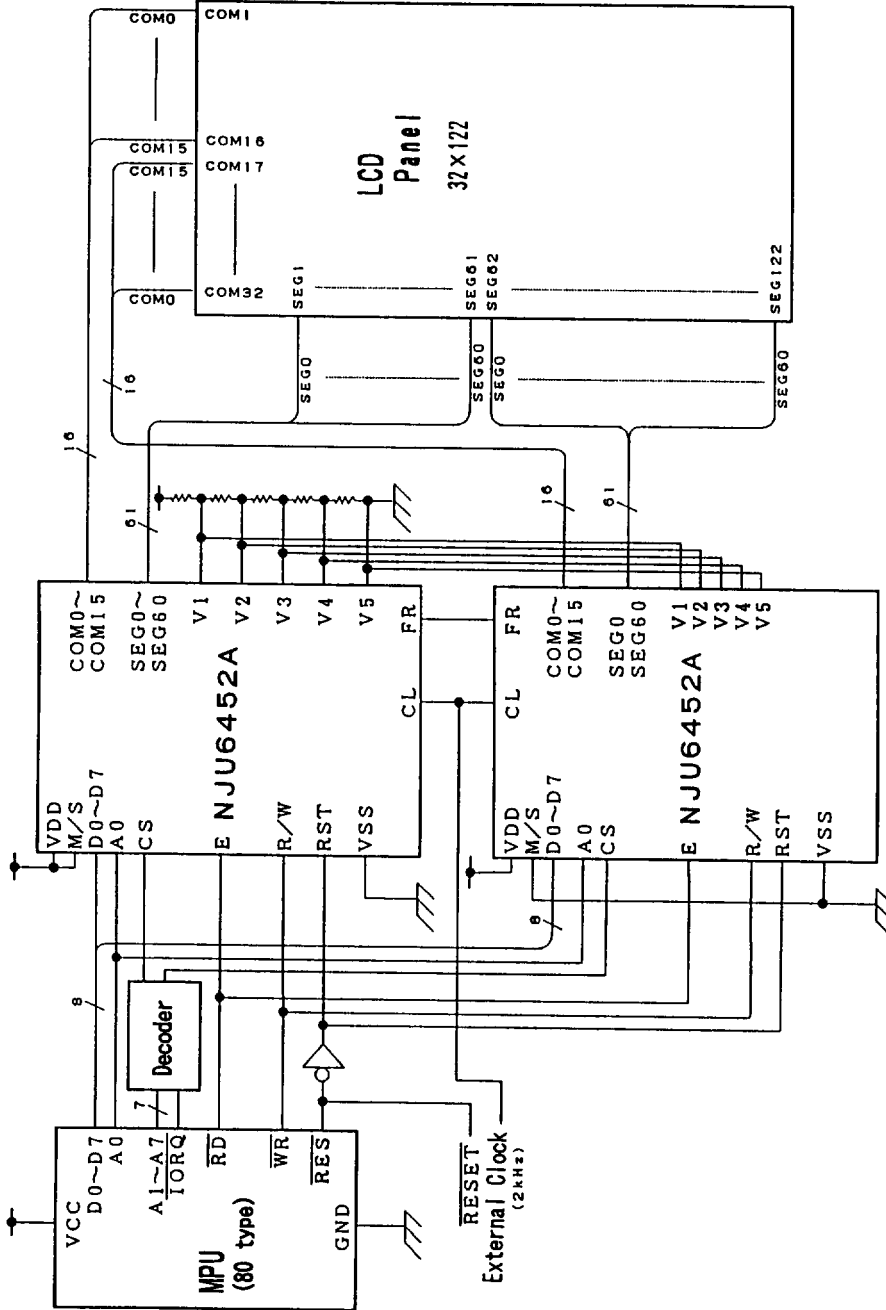 VCC
D0~D7
A0
A1~A7
IORQ
RD
WR
RES
GND
MPU
(80 type)
8
7
Decoder
RESET
External Clock
(2kHz)
VDD
M/S
D0~D7
A0
CS
E
R/W
RST
VSS
NJU6452A
COM0~
COM15
SEG0~
SEG60
V1
V2
V3
V4
V5
CL
FR
8
VDD
M/S
D0~D7
A0
CS
E
R/W
RST
VSS
NJU6452A
CL
FR
COM0~
COM15
SEG0
SEG60
V1
V2
V3
V4
V5
16
61
16
61
16
COM0
COM15
COM15
COM0
COM1
COM16
COM17
COM32
SEG0
SEG60
SEG0
SEG60
SEG1
SEG61
SEG62
SEG122
LCD
Panel
32×122